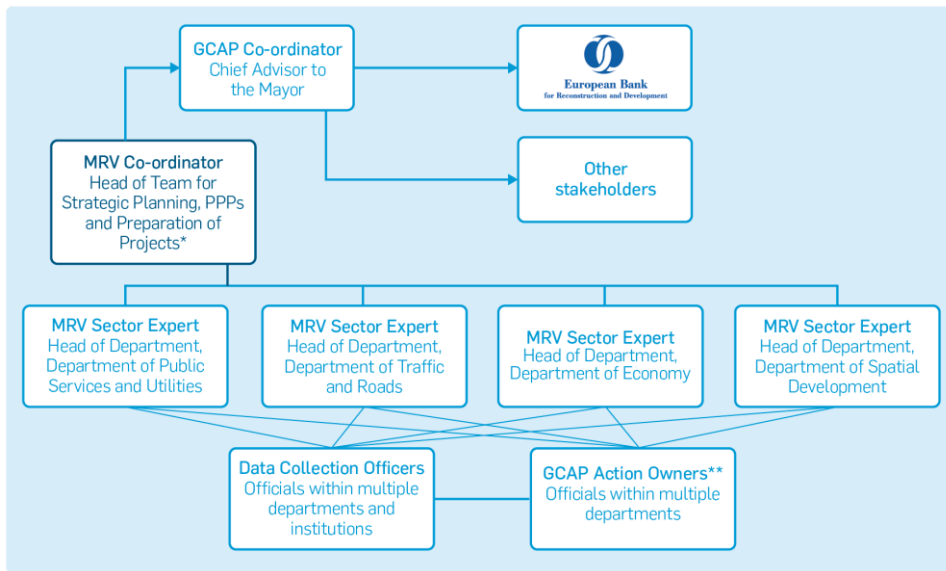 GCAP Co-ordinator
Chief Advisor to
the Mayor
European Bank
for Reconstruction and Development
MRV Co-ordinator
Head of Team for
Strategic Planning, PPPs
and Preparation of
Projects*
Other
stakeholders
MRV Sector Expert
Head of Department,
Department of Public
Services and Utilities
MRV Sector Expert
Head of Department,
Department of Traffic
and Roads
MRV Sector Expert
Head of Department,
Department of Economy
MRV Sector Expert
Head of Department,
Department of Spatial
Development
Data Collection Officers
Officials within multiple
departments and
institutions
GCAP Action Owners**
Officials within multiple
departments